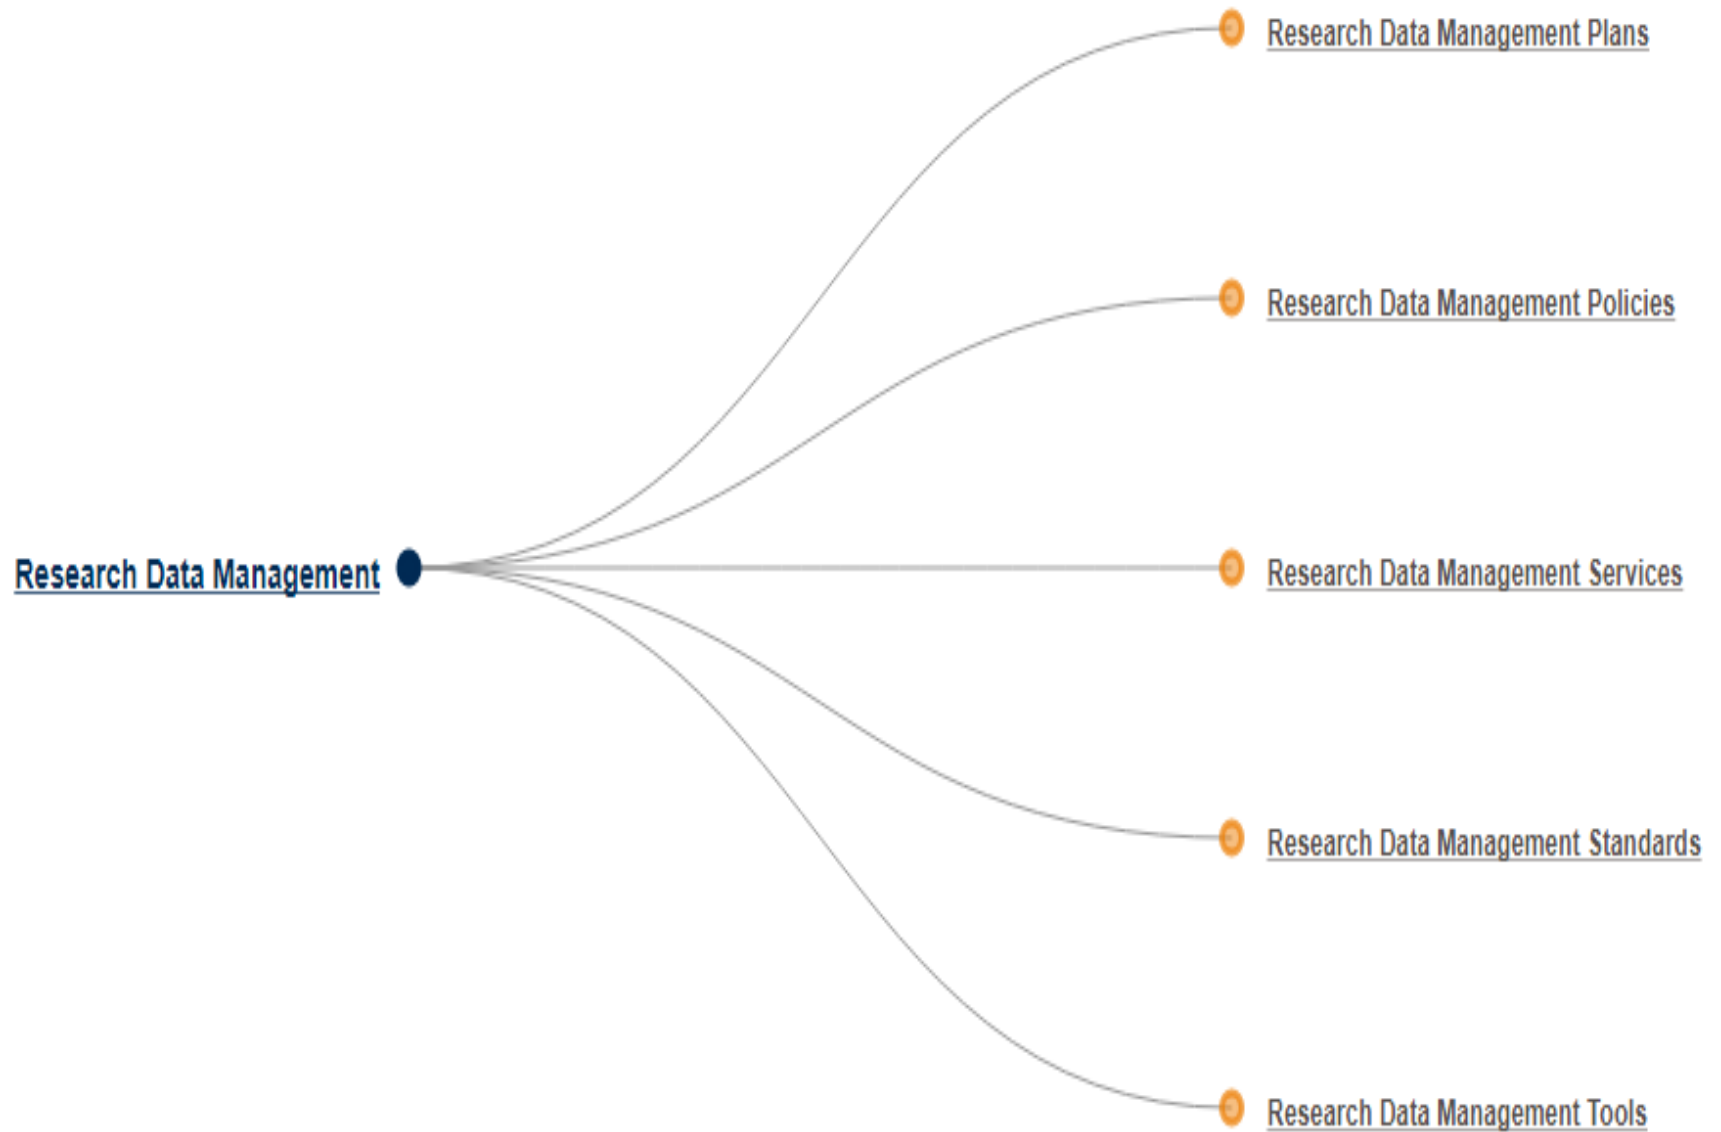 Research Data Management Plans
Research Data Management Policies
Research Data Management
Research Data Management Services
Research Data Management Standards
Research Data Management Tools